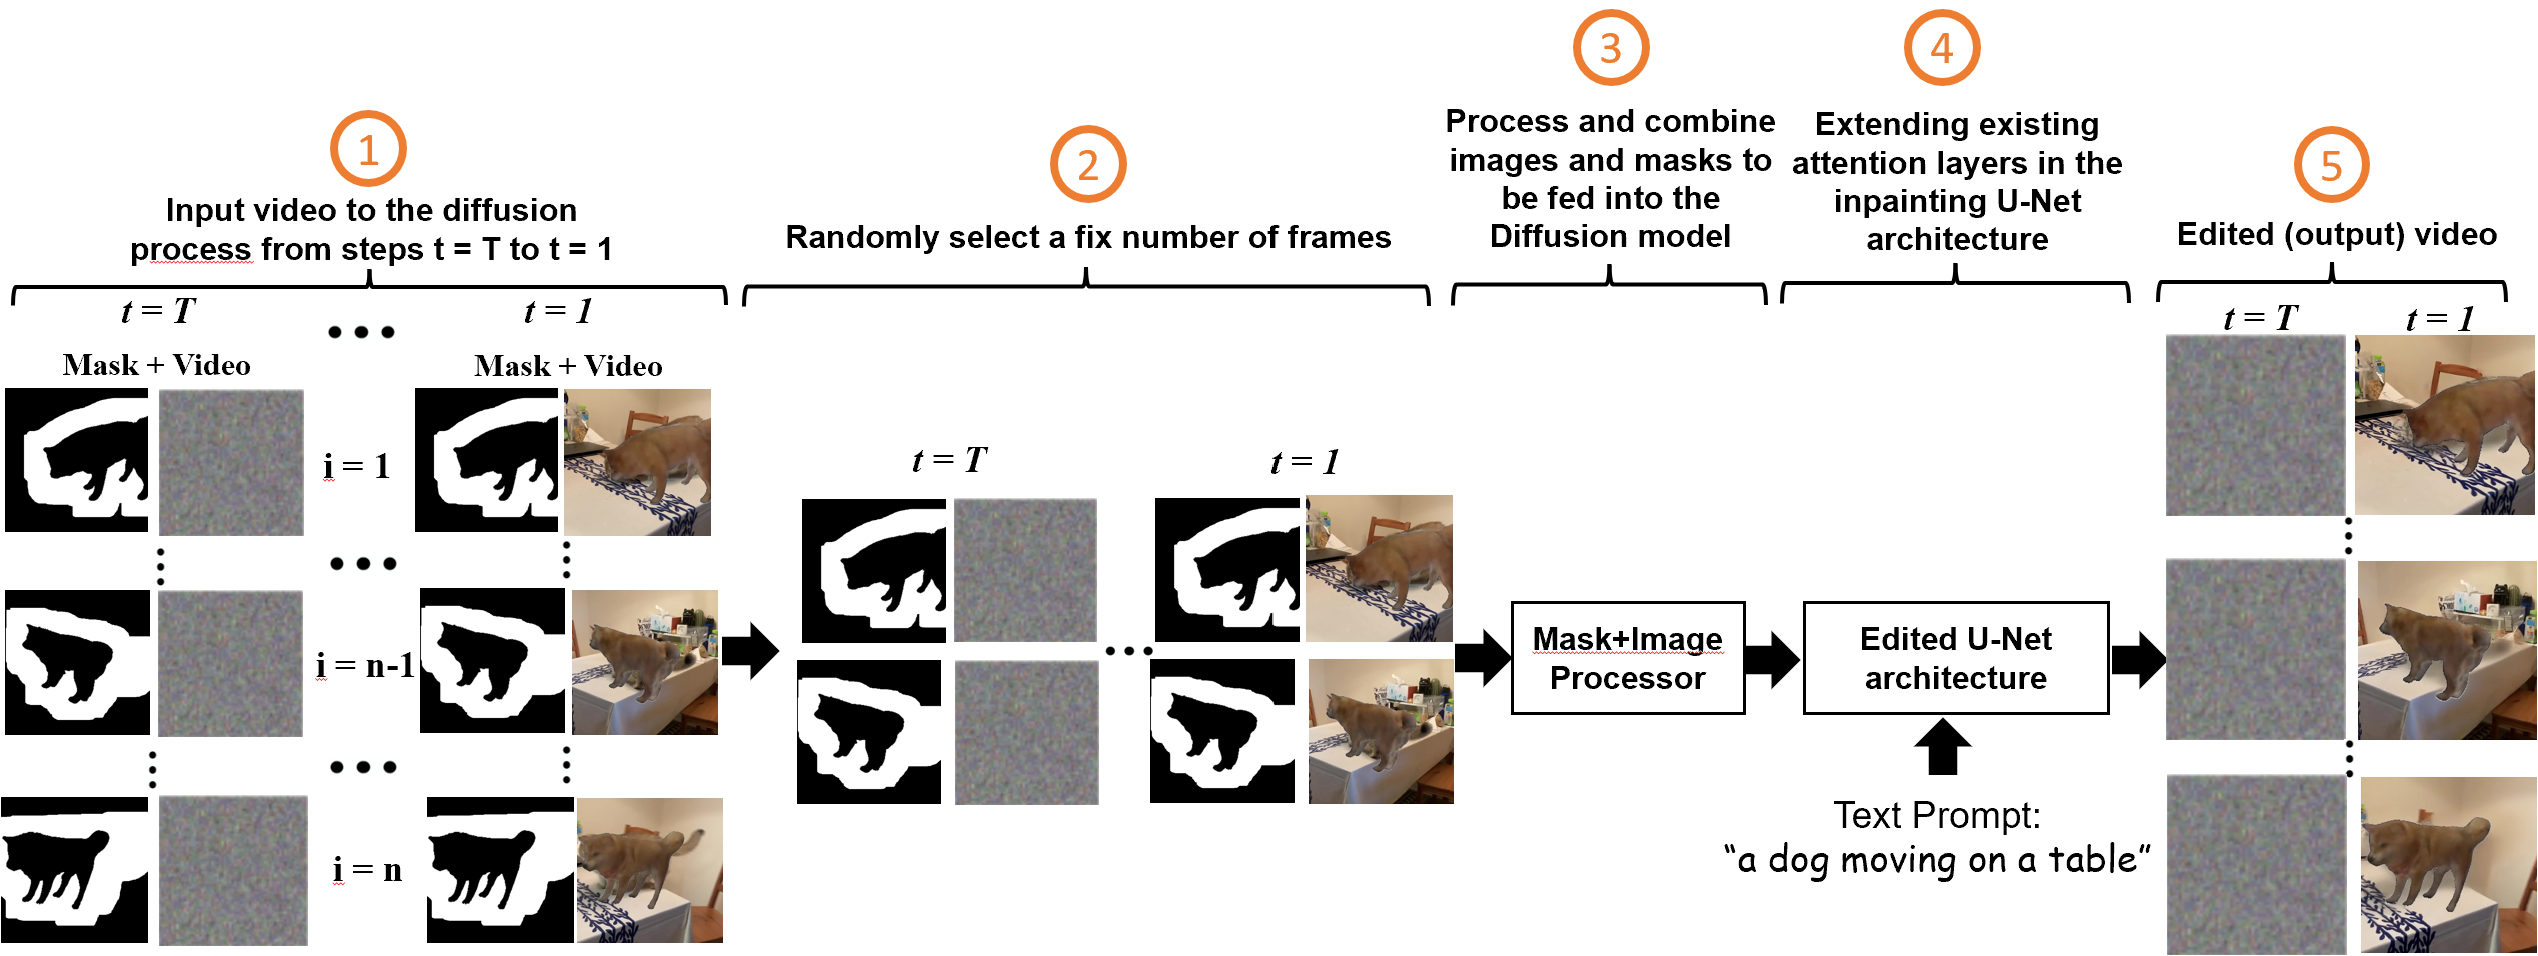 1
Input video to the diffusion
process from steps t = T to t = 1
t = T
t = 1
Mask + Video
Mask + Video
i = 1
i = n-1
i = n
2
Randomly select a fix number of frames
t = T
t = 1
3
Process and combine
images and masks to
be fed into the
Diffusion model
Mask+Image
Processor
4
Extending existing
attention layers in the
inpainting U-Net
architecture
Edited U-Net
architecture
Text Prompt:
“a dog moving on a table”
5
Edited (output) video
t = T
t = 1